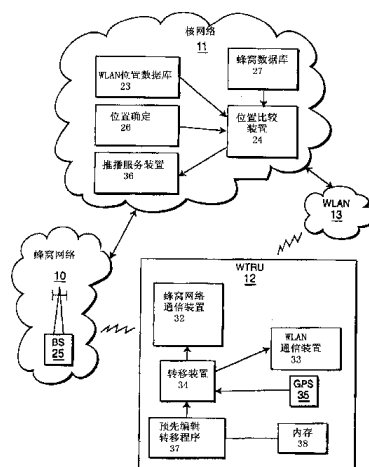 核网络
11
WLAN位置数据库
23
蜂窝数据库
27
位置确定
26
位置比较
装置
24
推播服务装置
36
WLAN
13
蜂窝网络
10
BS
25
WTRU
12
蜂窝网络
通信装置
32
WLAN
通信装置
33
转移装置
34
GPS
35
预先编辑
转移程序
37
内存
38